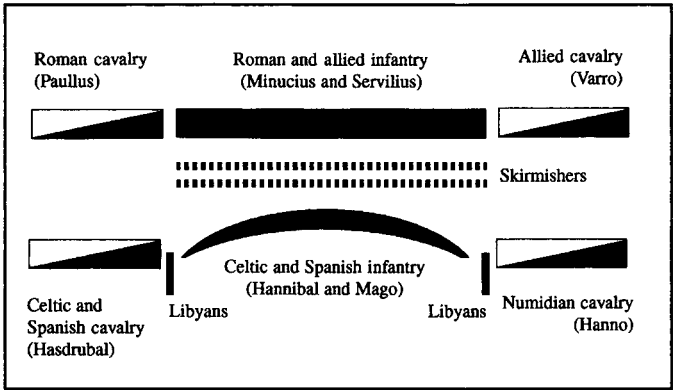 Roman cavalry
(Paullus)
Roman and allied infantry
(Minucius and Servilius)
Allied cavalry
(Varro)
Skirmishers
Celtic and Spanish infantry
(Hannibal and Mago)
Libyans
Libyans
Celtic and
Spanish cavalry
(Hasdrubal)
Numidian cavalry
(Hanno)